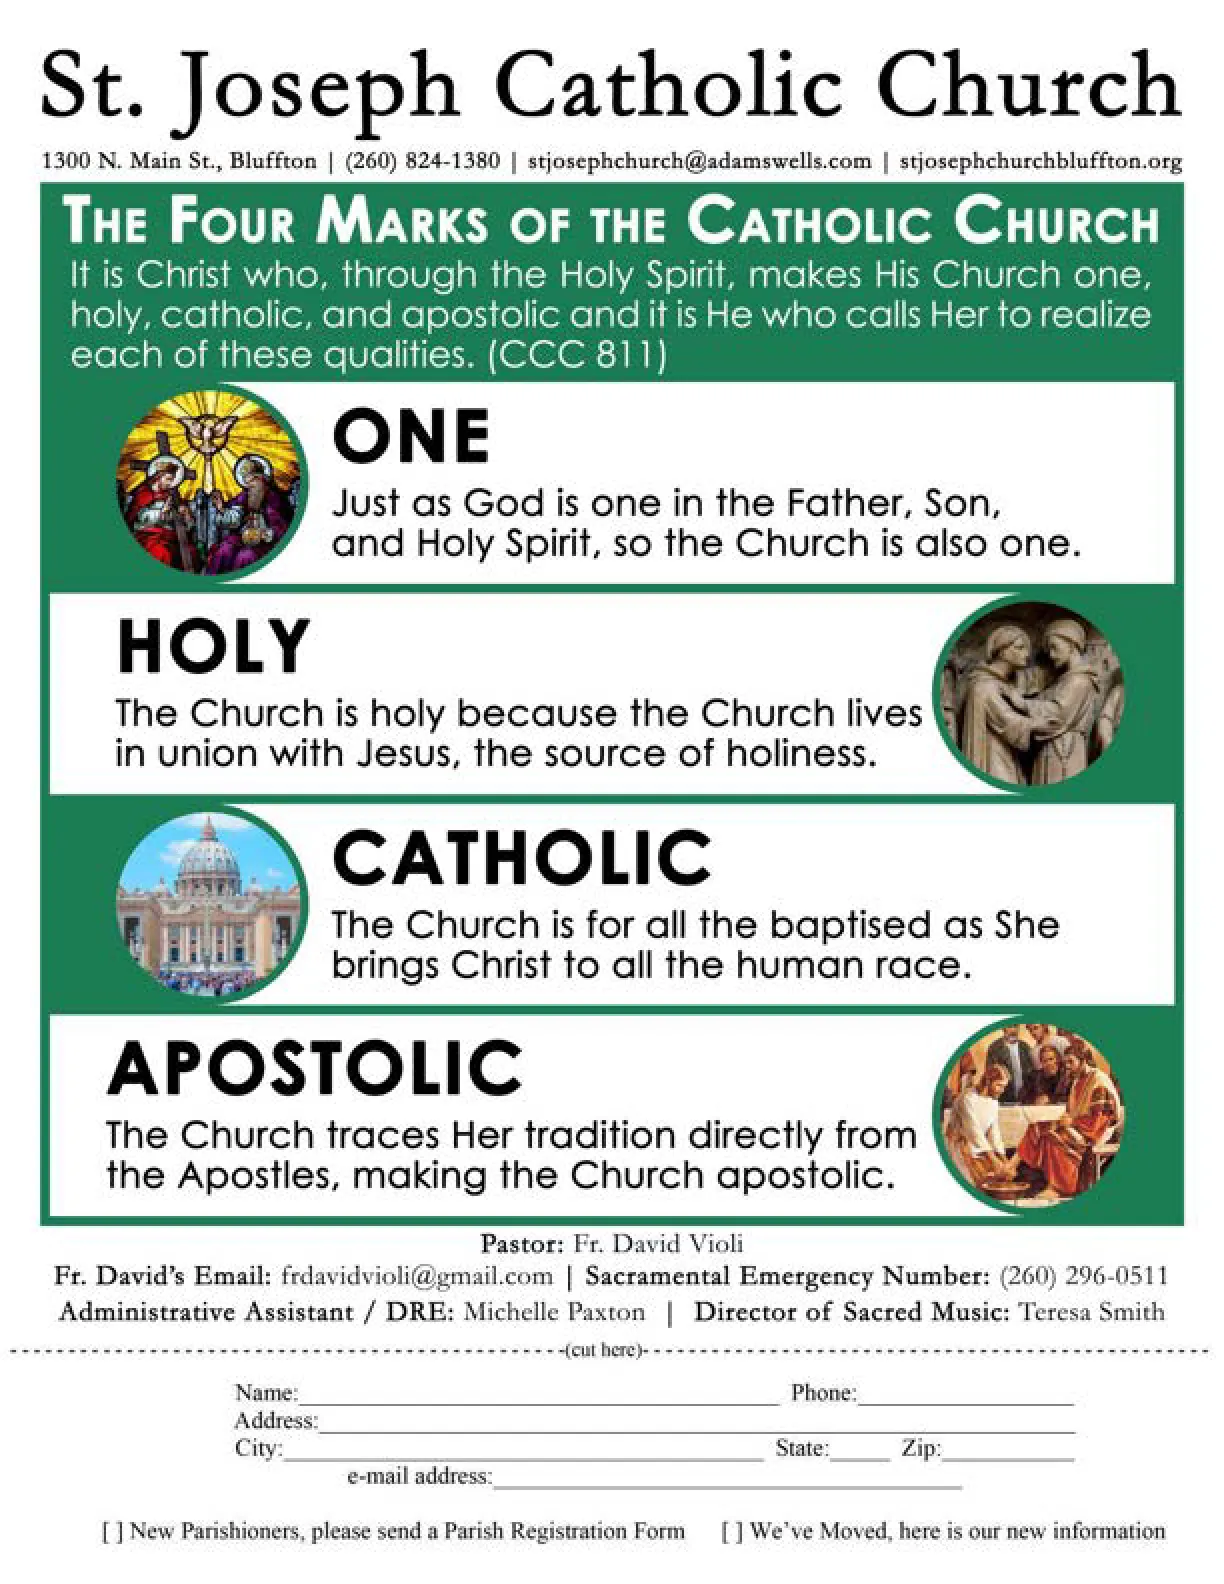 St. Joseph Catholic Church
1300 N. Main St., Bluffton | (260) 824-1380 | stjosephchurch@adamswells.com | stjosephchurchbluffton.org
THE FOUR MARKS OF THE CATHOLIC CHURCH
It is Christ who, through the Holy Spirit, makes His Church one,
holy, catholic, and apostolic and it is He who calls Her to realize
each of these qualities. (CCC 811)
ONE
Just as God is one in the Father, Son,
and Holy Spirit, so the Church is also one.
HOLY
The Church is holy because the Church lives
in union with Jesus, the source of holiness.
CATHOLIC
The Church is for all the baptised as She
brings Christ to all the human race.
APOSTOLIC
The Church traces Her tradition directly from
the Apostles, making the Church apostolic.
Pastor: Fr. David Violi
Fr. David's Email: frdavidvioli@gmail.com | Sacramental Emergency Number: (260) 296-0511
Administrative Assistant / DRE: Michelle Paxton | Director of Sacred Music: Teresa Smith
(cut here)
Name: Phone:
Address:
City: State: Zip:
e-mail address:
[ ] New Parishioners, please send a Parish Registration Form [ ] We've Moved, here is our new information